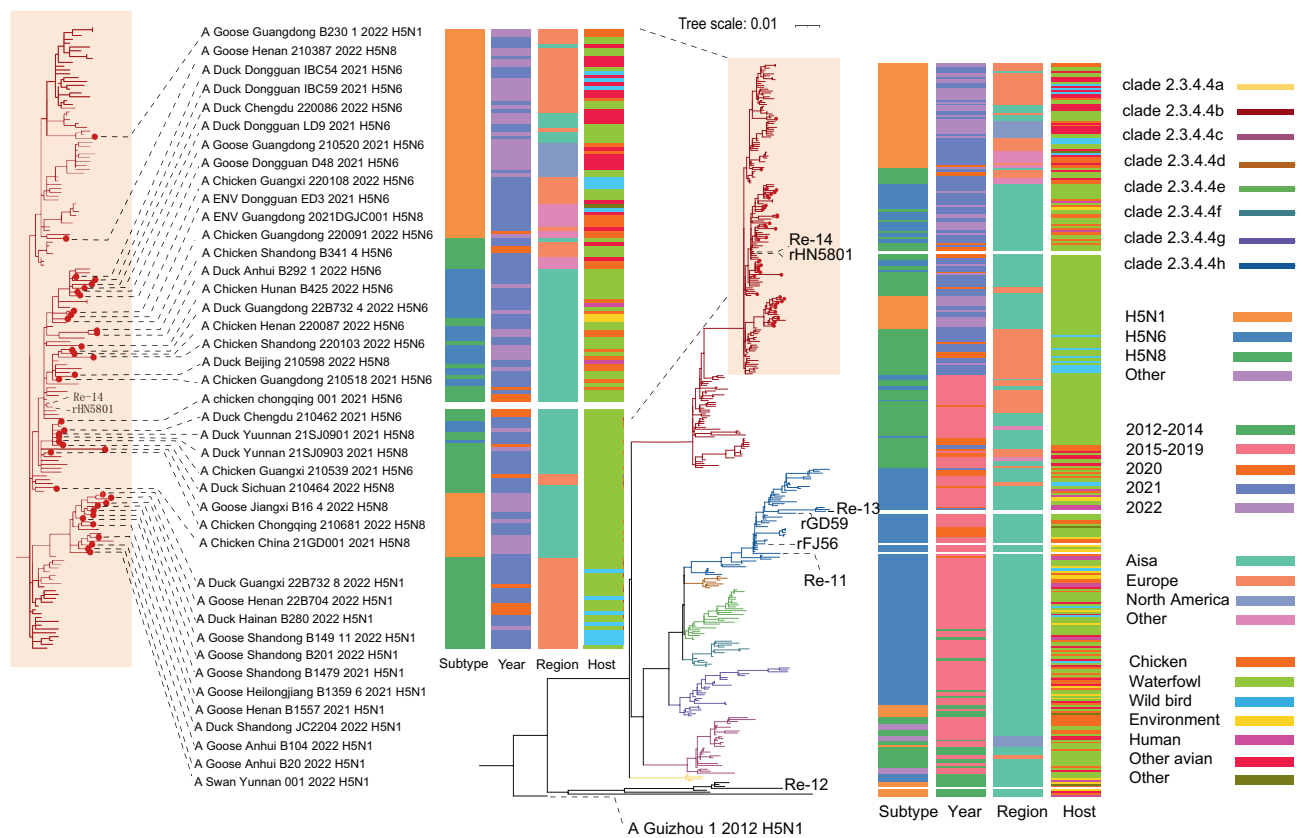 A Goose Guangdong B230 1 2022 H5N1
A Goose Henan 210387 2022 H5N8
A Duck Dongguan IBC54 2021 H5N6
A Duck Dongguan IBC59 2021 H5N6
A Duck Chengdu 220086 2022 H5N6
A Duck Dongguan LD9 2021 H5N6
A Goose Guangdong 210520 2021 H5N6
A Goose Dongguan D48 2021 H5N6
A Chicken Guangxi 220108 2022 H5N6
A ENV Dongguan ED3 2021 H5N6
A ENV Guangdong 2021DGJC001 H5N8
A Chicken Guangdong 220091 2022 H5N6
A Chicken Shandong B341 4 H5N6
A Duck Anhui B292 1 2022 H5N6
A Chicken Hunan B425 2022 H5N6
A Duck Guangdong 22B732 4 2022 H5N6
A Chicken Henan 220087 2022 H5N6
A Chicken Shandong 220103 2022 H5N6
A Duck Beijing 210598 2022 H5N8
A Chicken Guangdong 210518 2021 H5N6
A chicken chongqing 001 2021 H5N6
A Duck Chengdu 210462 2021 H5N6
A Duck Yuunnan 21SJ0901 2021 H5N8
A Duck Yunnan 21SJ0903 2021 H5N8
A Chicken Guangxi 210539 2021 H5N6
A Duck Sichuan 210464 2022 H5N8
A Goose Jiangxi B16 4 2022 H5N8
A Chicken Chongqing 210681 2022 H5N8
A Chicken China 21GD001 2021 H5N8
A Duck Guangxi 22B732 8 2022 H5N1
A Goose Henan 22B704 2022 H5N1
A Duck Hainan B280 2022 H5N1
A Goose Shandong B149 11 2022 H5N1
A Goose Shandong B201 2022 H5N1
A Goose Shandong B1479 2021 H5N1
A Goose Heilongjiang B1359 6 2021 H5N1
A Goose Henan B1557 2021 H5N1
A Duck Shandong JC2204 2022 H5N1
A Goose Anhui B104 2022 H5N1
A Goose Anhui B20 2022 H5N1
A Swan Yunnan 001 2022 H5N1
Re-14
rHN5801
Subtype Year Region Host
Tree scale: 0.01
Re-14
rHN5801
Re-13
rGD59
rFJ56
Re-11
Re-12
A Guizhou 1 2012 H5N1
Subtype Year Region Host
clade 2.3.4.4a
clade 2.3.4.4b
clade 2.3.4.4c
clade 2.3.4.4d
clade 2.3.4.4e
clade 2.3.4.4f
clade 2.3.4.4g
clade 2.3.4.4h
H5N1
H5N6
H5N8
Other
2012-2014
2015-2019
2020
2021
2022
Aisa
Europe
North America
Other
Chicken
Waterfowl
Wild bird
Environment
Human
Other avian
Other